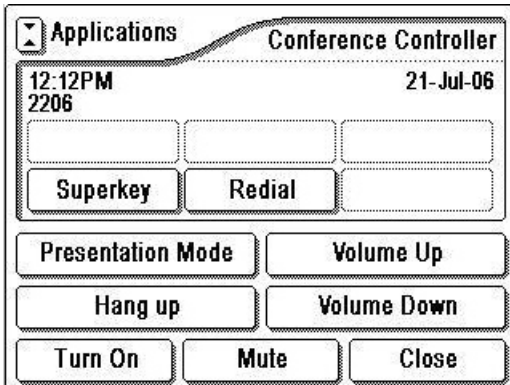 Applications
Conference Controller
12:12PM 21-Jul-06
2206
Superkey Redial
Presentation Mode Volume Up
Hang up Volume Down
Turn On Mute Close